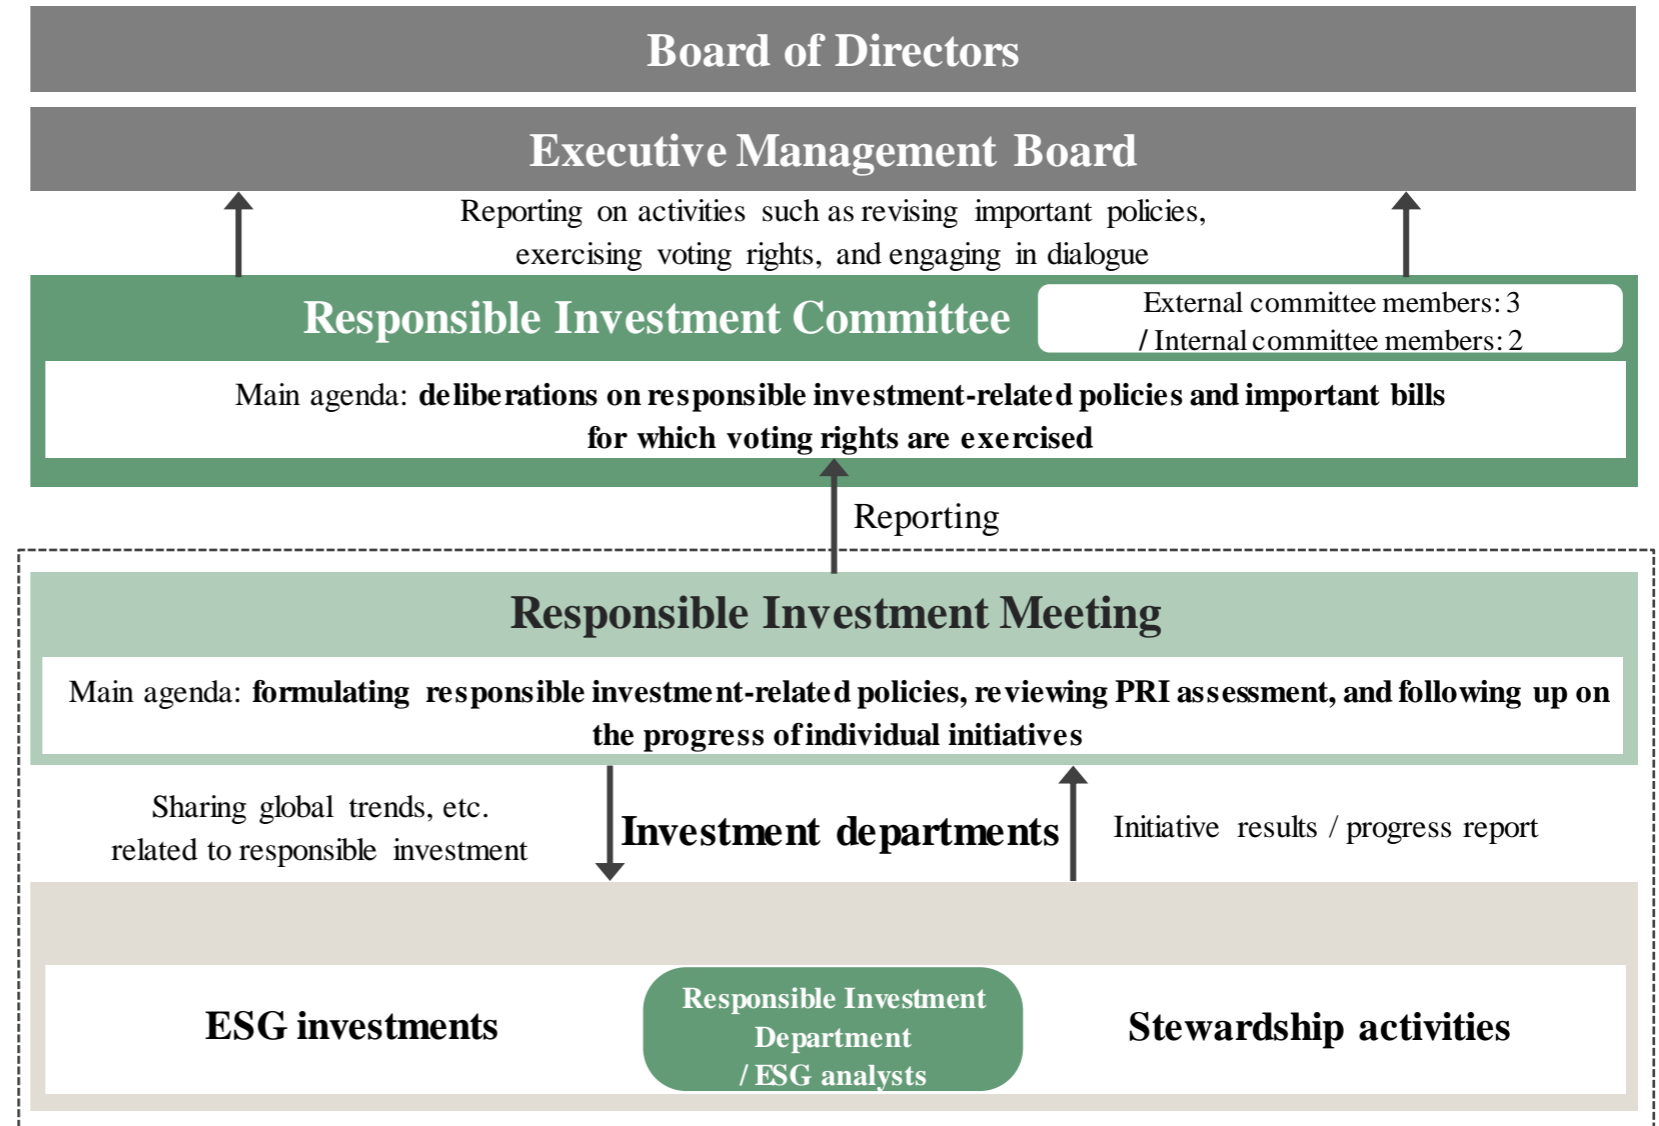 Board of Directors
Executive Management Board
Reporting on activities such as revising important policies,
exercising voting rights, and engaging in dialogue
Responsible Investment Committee
External committee members: 3
/ Internal committee members: 2
Main agenda: deliberations on responsible investment-related policies and important bills
for which voting rights are exercised
Reporting
Responsible Investment Meeting
Main agenda: formulating responsible investment-related policies, reviewing PRI assessment, and following up on
the progress of individual initiatives
Sharing global trends, etc.
related to responsible investment
Investment departments
Initiative results / progress report
ESG investments
Responsible Investment
Department
/ ESG analysts
Stewardship activities